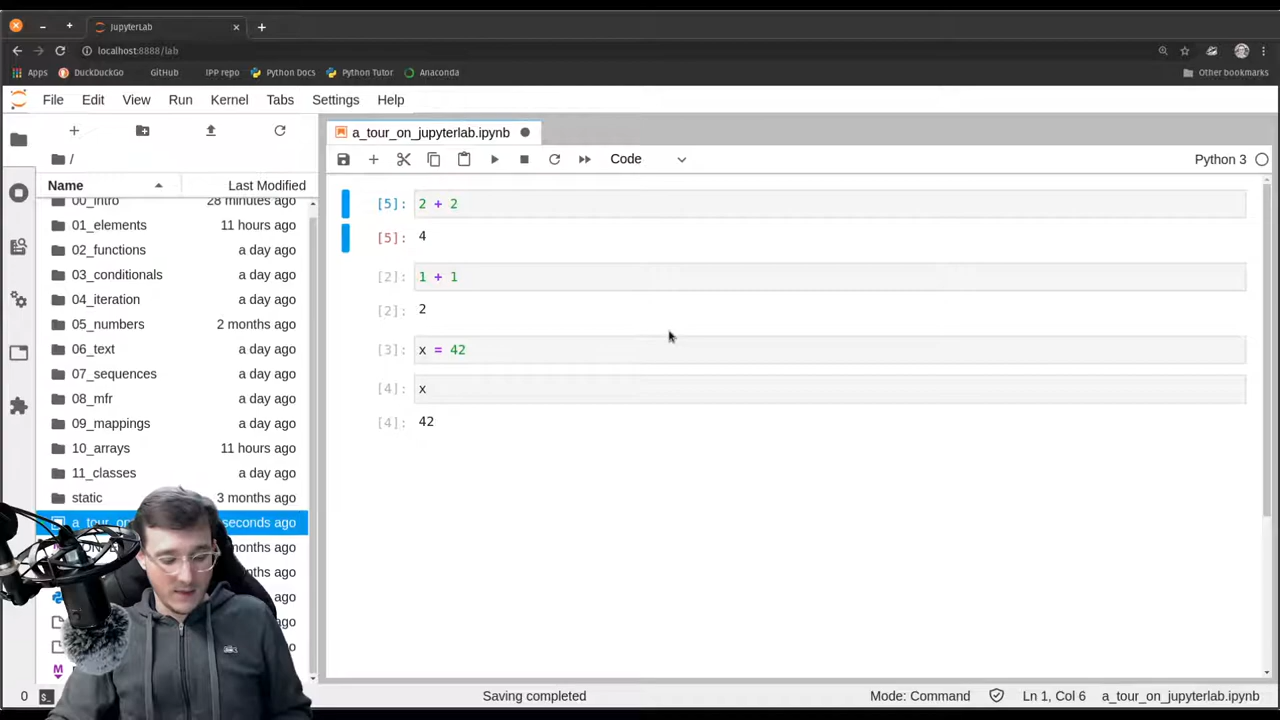 JupyterLab
localhost:8888/lab
Apps DuckDuckGo GitHub IPP repo Python Docs Python Tutor Anaconda Other bookmarks
File Edit View Run Kernel Tabs Settings Help
a_tour_on_jupyterlab.ipynb
/
Code Python 3
Name Last Modified
00_intro 28 minutes ago
01_elements 11 hours ago
02_functions a day ago
03_conditionals a day ago
04_iteration a day ago
05_numbers 2 months ago
06_text a day ago
07_sequences a day ago
08_mfr a day ago
09_mappings a day ago
10_arrays 11 hours ago
11_classes a day ago
static 3 months ago
seconds ago
ago
ago
ago
[5]: 2 + 2
[5]: 4
[2]: 1 + 1
[2]: 2
[3]: x = 42
[4]: x
[4]: 42
0 $_ Saving completed Mode: Command Ln 1, Col 6 a_tour_on_jupyterlab.ipynb